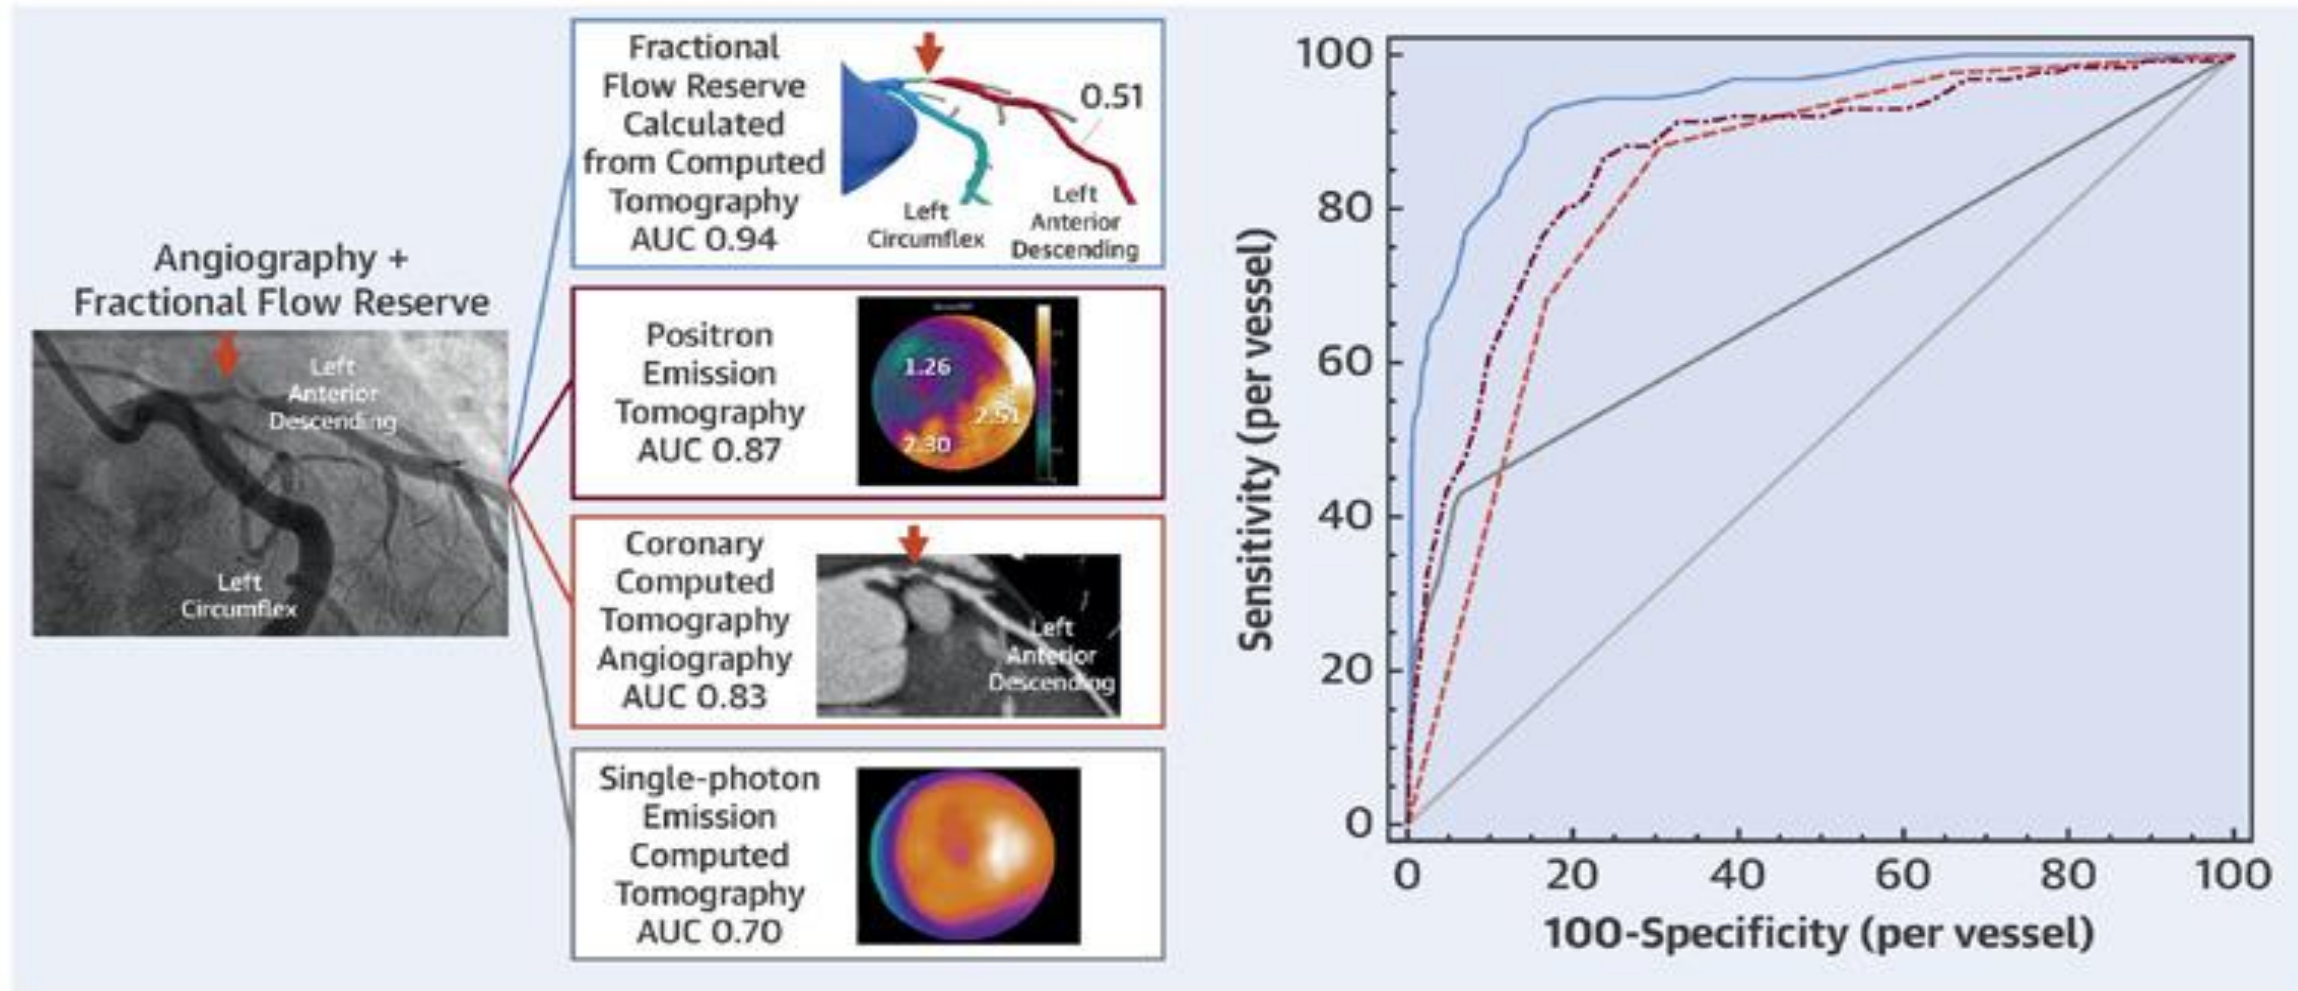 Angiography +
Fractional Flow Reserve
Left
Anterior
Descending
Left
Circumflex
Fractional
Flow Reserve
Calculated
from Computed
Tomography
AUC 0.94
0.51
Left
Circumflex
Left
Anterior
Descending
Positron
Emission
Tomography
AUC 0.87
1.26
2.51
2.30
Coronary
Computed
Tomography
Angiography
AUC 0.83
Left
Anterior
Descending
Single-photon
Emission
Computed
Tomography
AUC 0.70
Sensitivity (per vessel)
100
80
60
40
20
0
0 20 40 60 80 100
100-Specificity (per vessel)